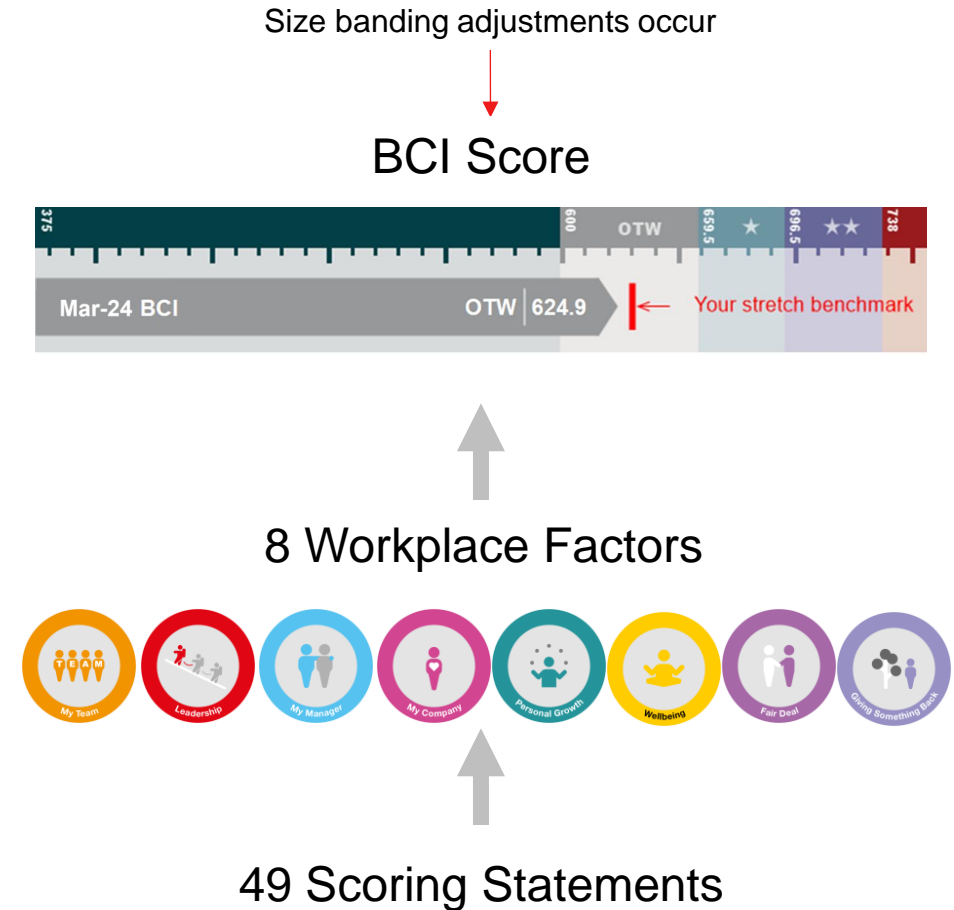 Size banding adjustments occur
BCI Score
375
600
OTW
659.5
★
696.5
★★
738
Mar-24 BCI
OTW | 624.9
Your stretch benchmark
8 Workplace Factors
TEAM
My Team
Leadership
My Manager
My Company
Personal Growth
Wellbeing
Fair Deal
Giving Something Back
49 Scoring Statements